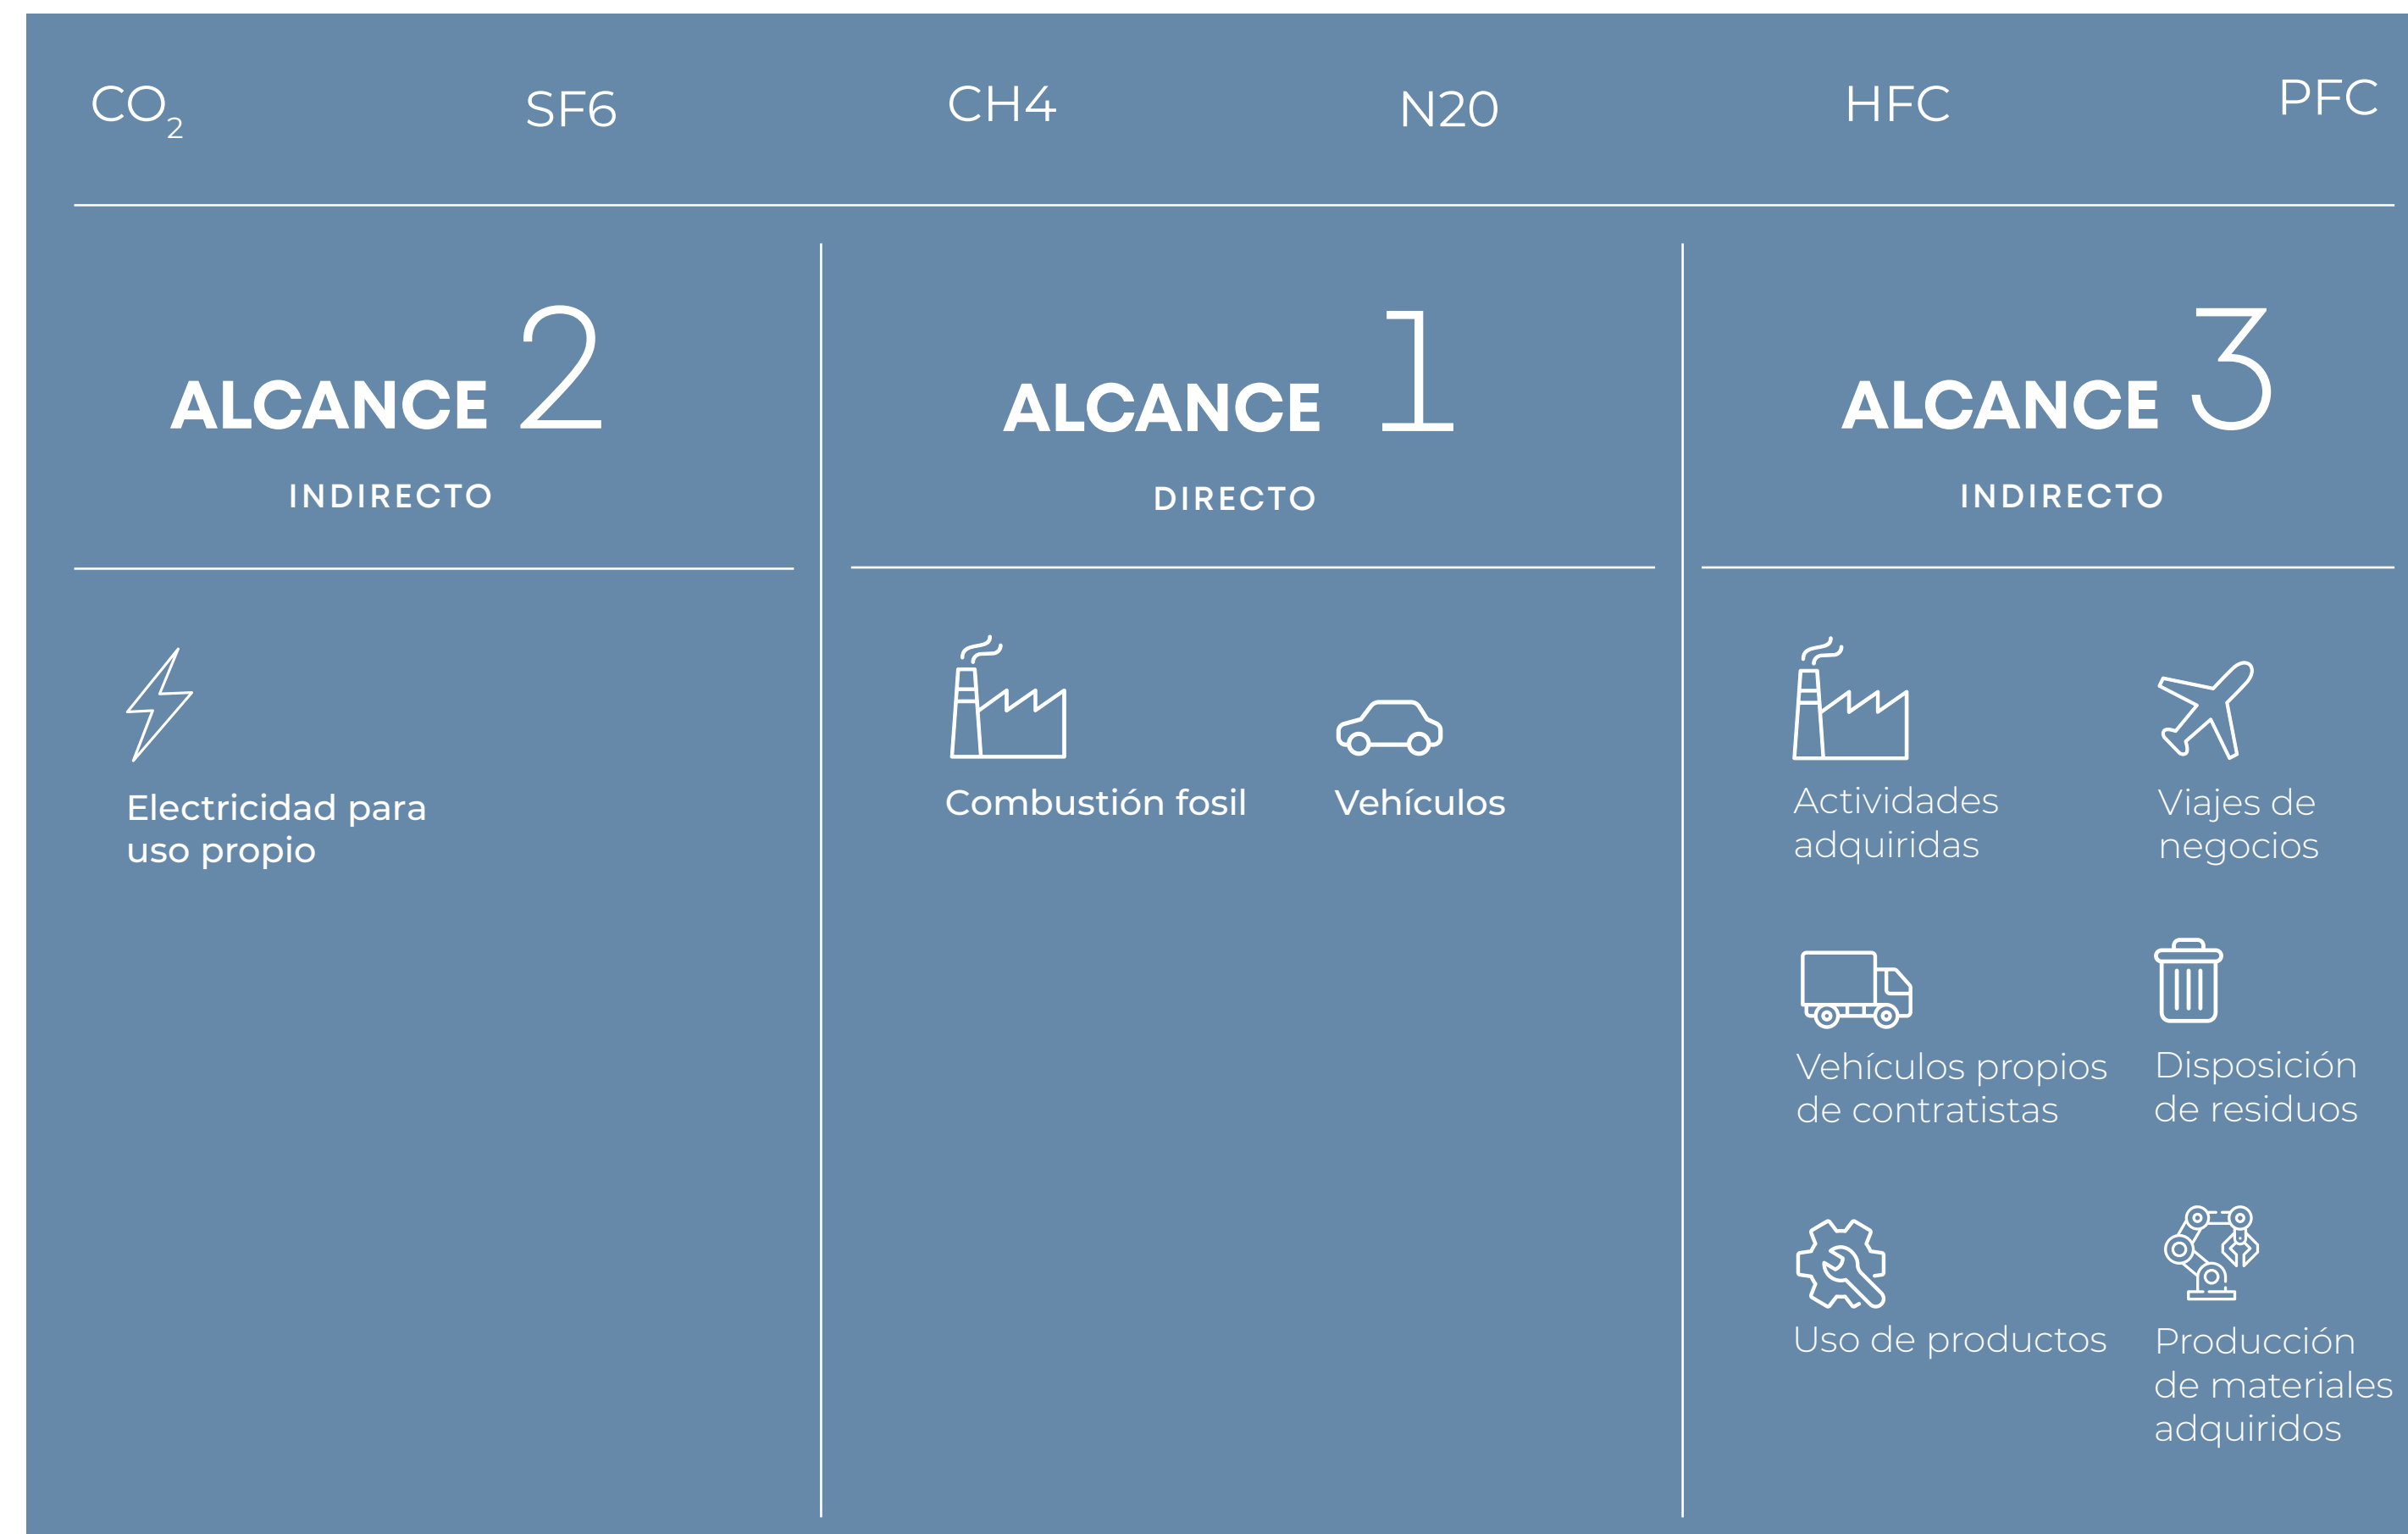 CO₂ SF6 CH4 N20 HFC PFC
ALCANCE 2
INDIRECTO
Electricidad para
uso propio
ALCANCE 1
DIRECTO
Combustión fosil
Vehículos
ALCANCE 3
INDIRECTO
Actividades
adquiridas
Viajes de
negocios
Vehículos propios
de contratistas
Disposición
de residuos
Uso de productos
Producción
de materiales
adquiridos